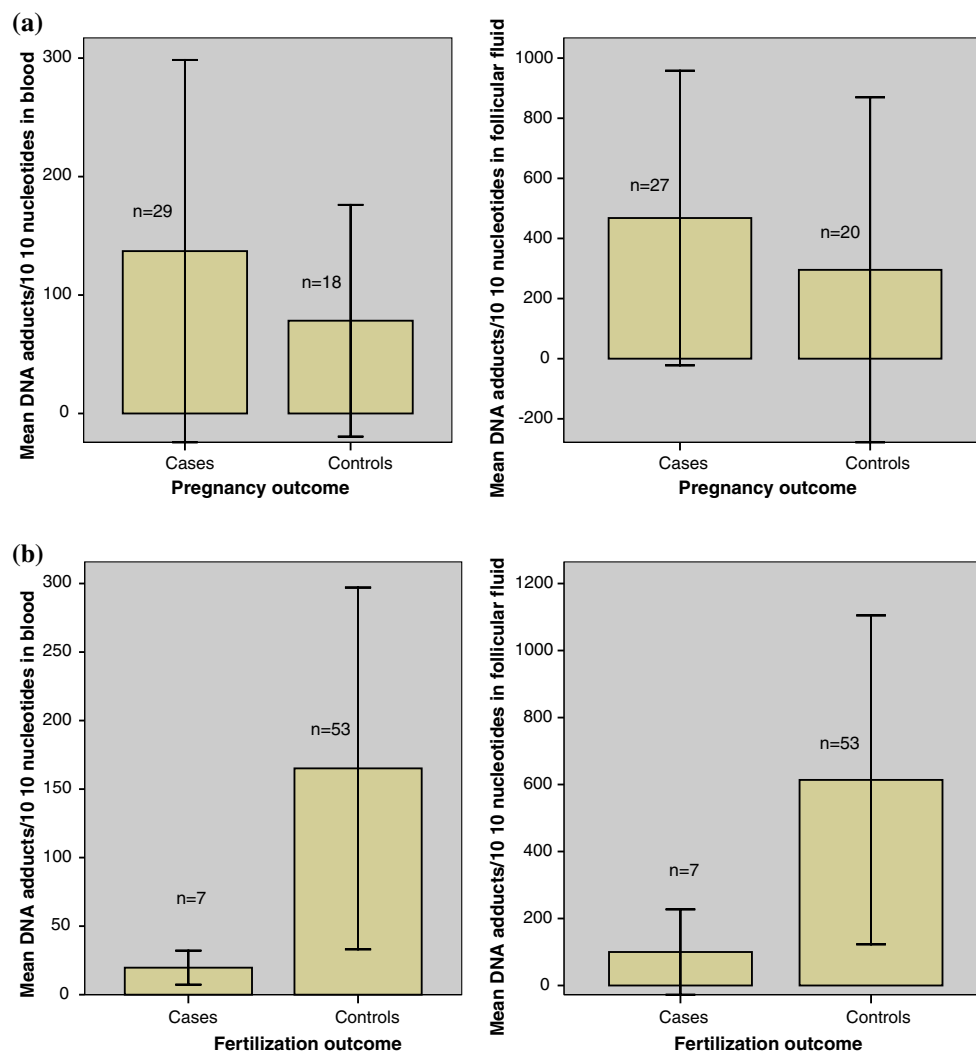 (a)
Mean DNA adducts/10 10 nucleotides in blood
300
200
100
0
n=29
n=18
Cases
Controls
Pregnancy outcome
Mean DNA adducts/10 10 nucleotides in follicular fluid
1000
800
600
400
200
0
-200
n=27
n=20
Cases
Controls
Pregnancy outcome
(b)
Mean DNA adducts/10 10 nucleotides in blood
300
250
200
150
100
50
0
n=7
n=53
Cases
Controls
Fertilization outcome
Mean DNA adducts/10 10 nucleotides in follicular fluid
1200
1000
800
600
400
200
0
n=7
n=53
Cases
Controls
Fertilization outcome